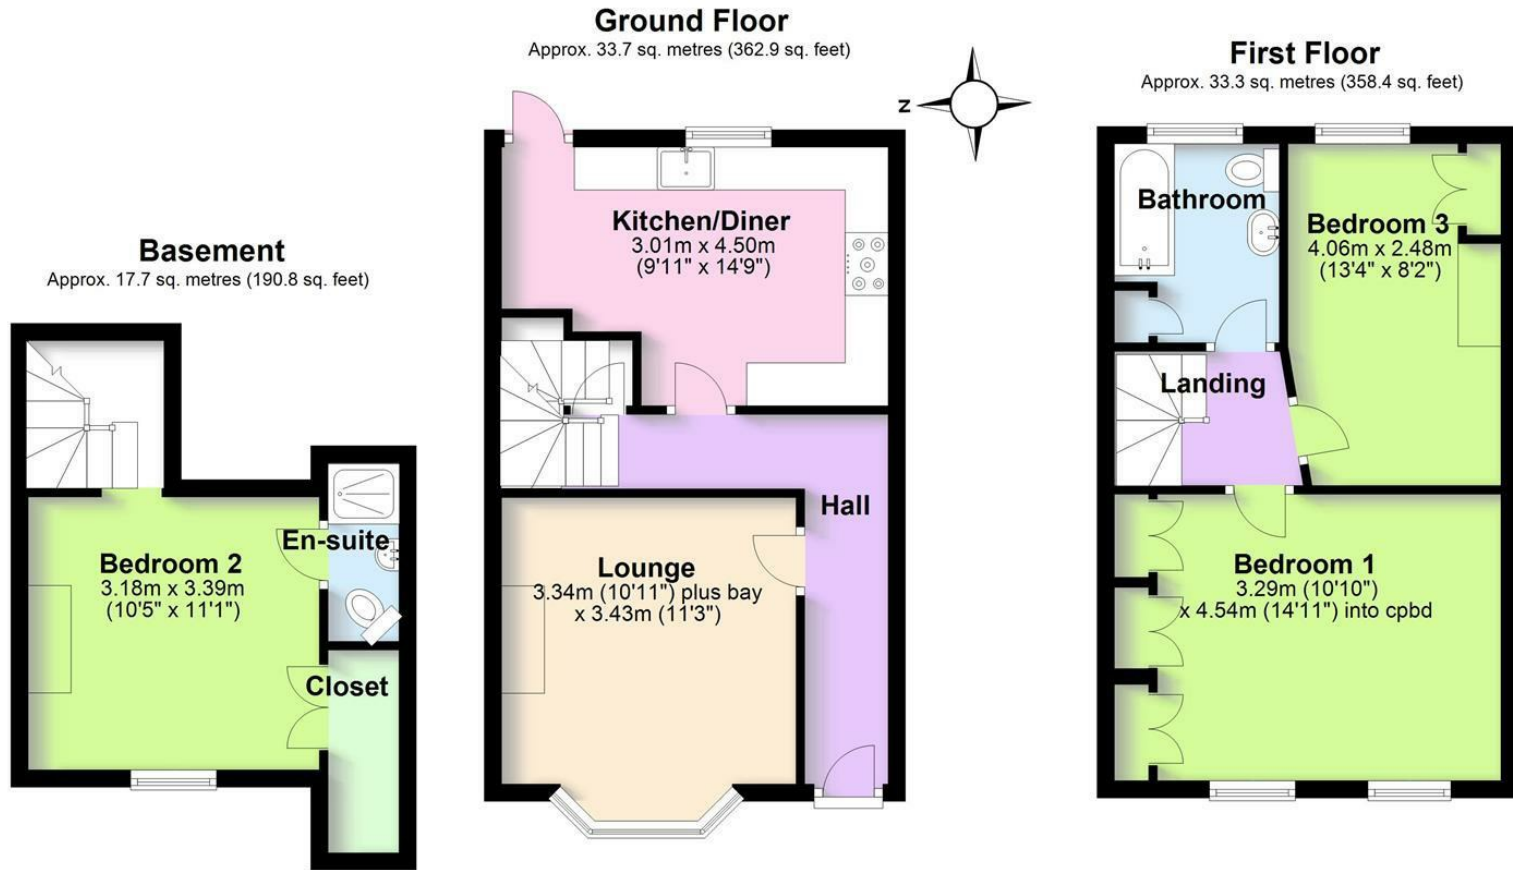 Ground Floor
Approx. 33.7 sq. metres (362.9 sq. feet)
First Floor
Approx. 33.3 sq. metres (358.4 sq. feet)
z
Basement
Approx. 17.7 sq. metres (190.8 sq. feet)
Bedroom 2
3.18m x 3.39m
(10'5" x 11'1")
En-suite
Closet
Kitchen/Diner
3.01m x 4.50m
(9'11" x 14'9")
Hall
Lounge
3.34m (10'11") plus bay
x 3.43m (11'3")
Bathroom
Bedroom 3
4.06m x 2.48m
(13'4" x 8'2")
Landing
Bedroom 1
3.29m (10'10")
x 4.54m (14'11") into cpbd